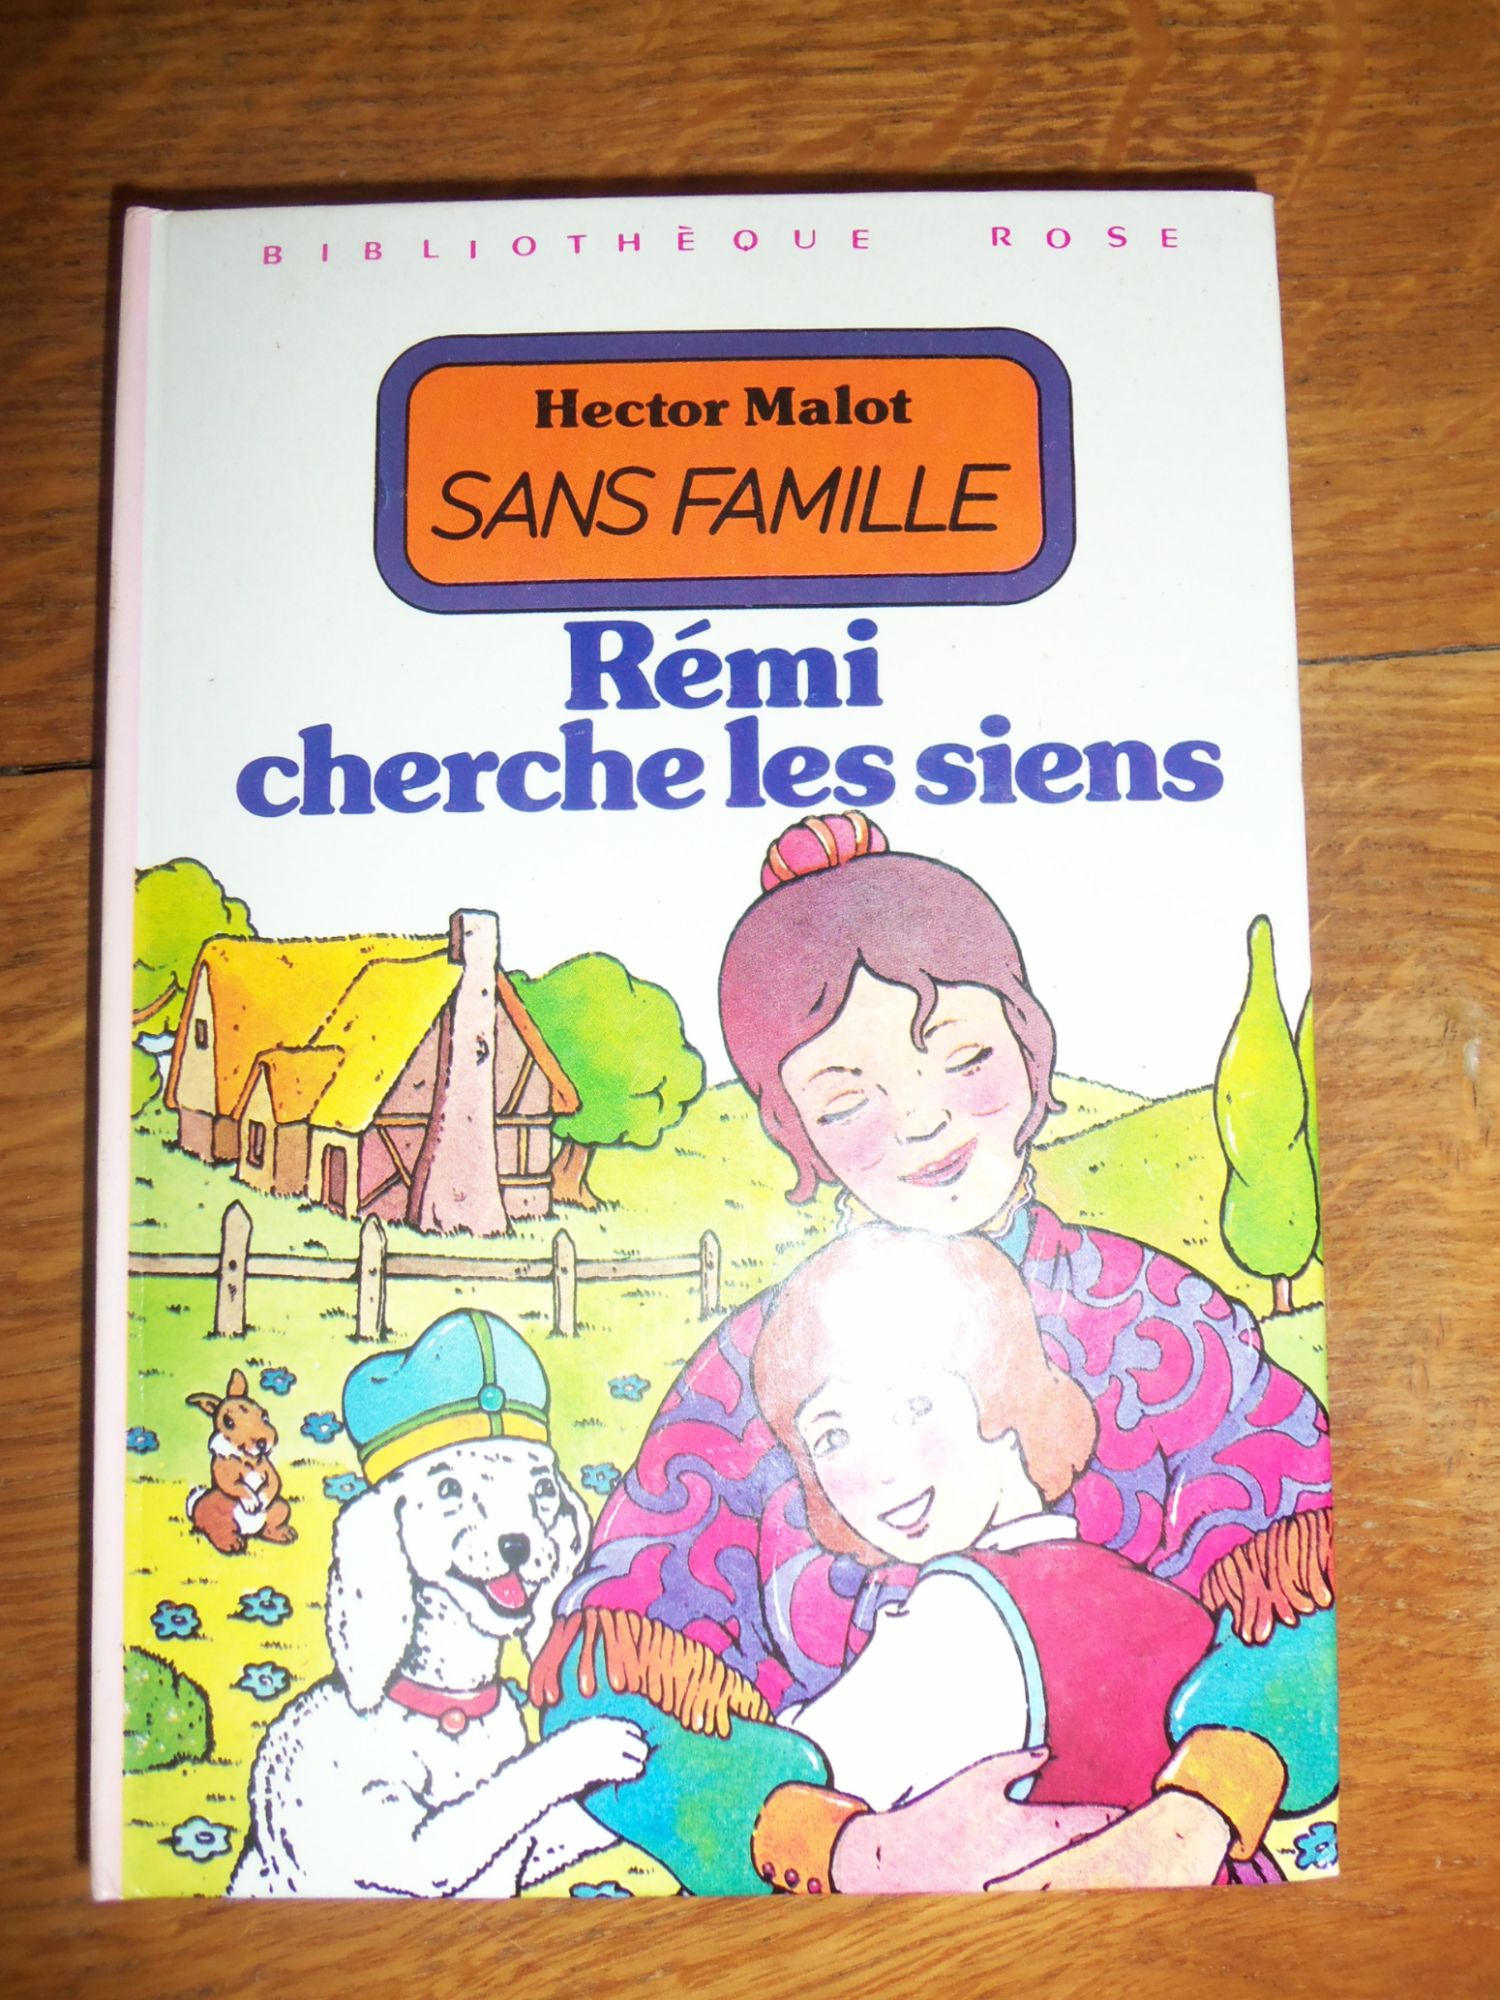 BIBLIOTHÈQUE ROSE
Hector Malot
SANS FAMILLE
Rémi
cherche les siens